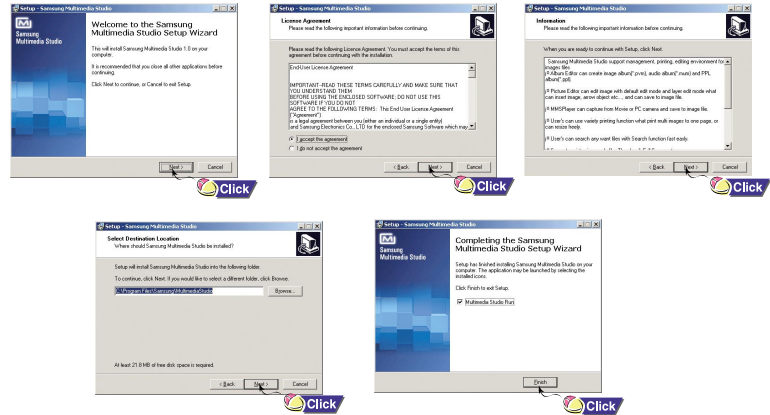 Setup - Samsung Multimedia Studio
Samsung
Multimedia Studio
Welcome to the Samsung
Multimedia Studio Setup Wizard
This will install Samsung Multimedia Studio 1.0 on your
computer.
It is recommended that you close all other applications before
continuing.
Click Next to continue, or Cancel to exit Setup.
Next >
Cancel
Click
Setup - Samsung Multimedia Studio
License Agreement
Please read the following important information before continuing.
Please read the following License Agreement. You must accept the terms of this
agreement before continuing with the installation.
End-User License Agreement
IMPORTANT-READ THESE TERMS CAREFULLY AND MAKE SURE THAT
YOU UNDERSTAND THEM
BEFORE USING THE ENCLOSED SOFTWARE; DO NOT USE THIS
SOFTWARE IF YOU DO NOT
AGREE TO THE FOLLOWING TERMS: This End User Licence Agreement
("Agreement")
is a legal agreement between you (either an individual or a single entity)
and Samsung Electronics Co., LTD for the enclosed Software Software which may
I accept the agreement
I do not accept the agreement
< Back
Next >
Cancel
Click
Setup - Samsung Multimedia Studio
Information
Please read the following important information before continuing.
When you are ready to continue with Setup, click Next.
Samsung Multimedia Studio support management, printing, editing environment for
images files
Album Editor can create image album(*.pvm), audio album(*.mum) and PPL
album(*.ppl)
Picture Editor can edit image with default edit mode and layer edit mode what
can insert image, arrow object etc..., and can save to image file.
MMSPlayer can capture from Movie or PC camera and save to image file.
User's can use variety printing function what print multi images to one page, or
can resize freely.
User's can search any want files with Search function fast easily.
< Back
Next >
Cancel
Click
Setup - Samsung Multimedia Studio
Select Destination Location
Where should Samsung Multimedia Studio be installed?
Setup will install Samsung Multimedia Studio into the following folder.
To continue, click Next. If you would like to select a different folder, click Browse.
C:\Program Files\Samsung\MultimediaStudio
Browse...
At least 21.8 MB of free disk space is required.
< Back
Next >
Cancel
Click
Setup - Samsung Multimedia Studio
Samsung
Multimedia Studio
Completing the Samsung
Multimedia Studio Setup Wizard
Setup has finished installing Samsung Multimedia Studio on your
computer. The application may be launched by selecting the
installed icons.
Click Finish to exit Setup.
Multimedia Studio Run
Finish
Click